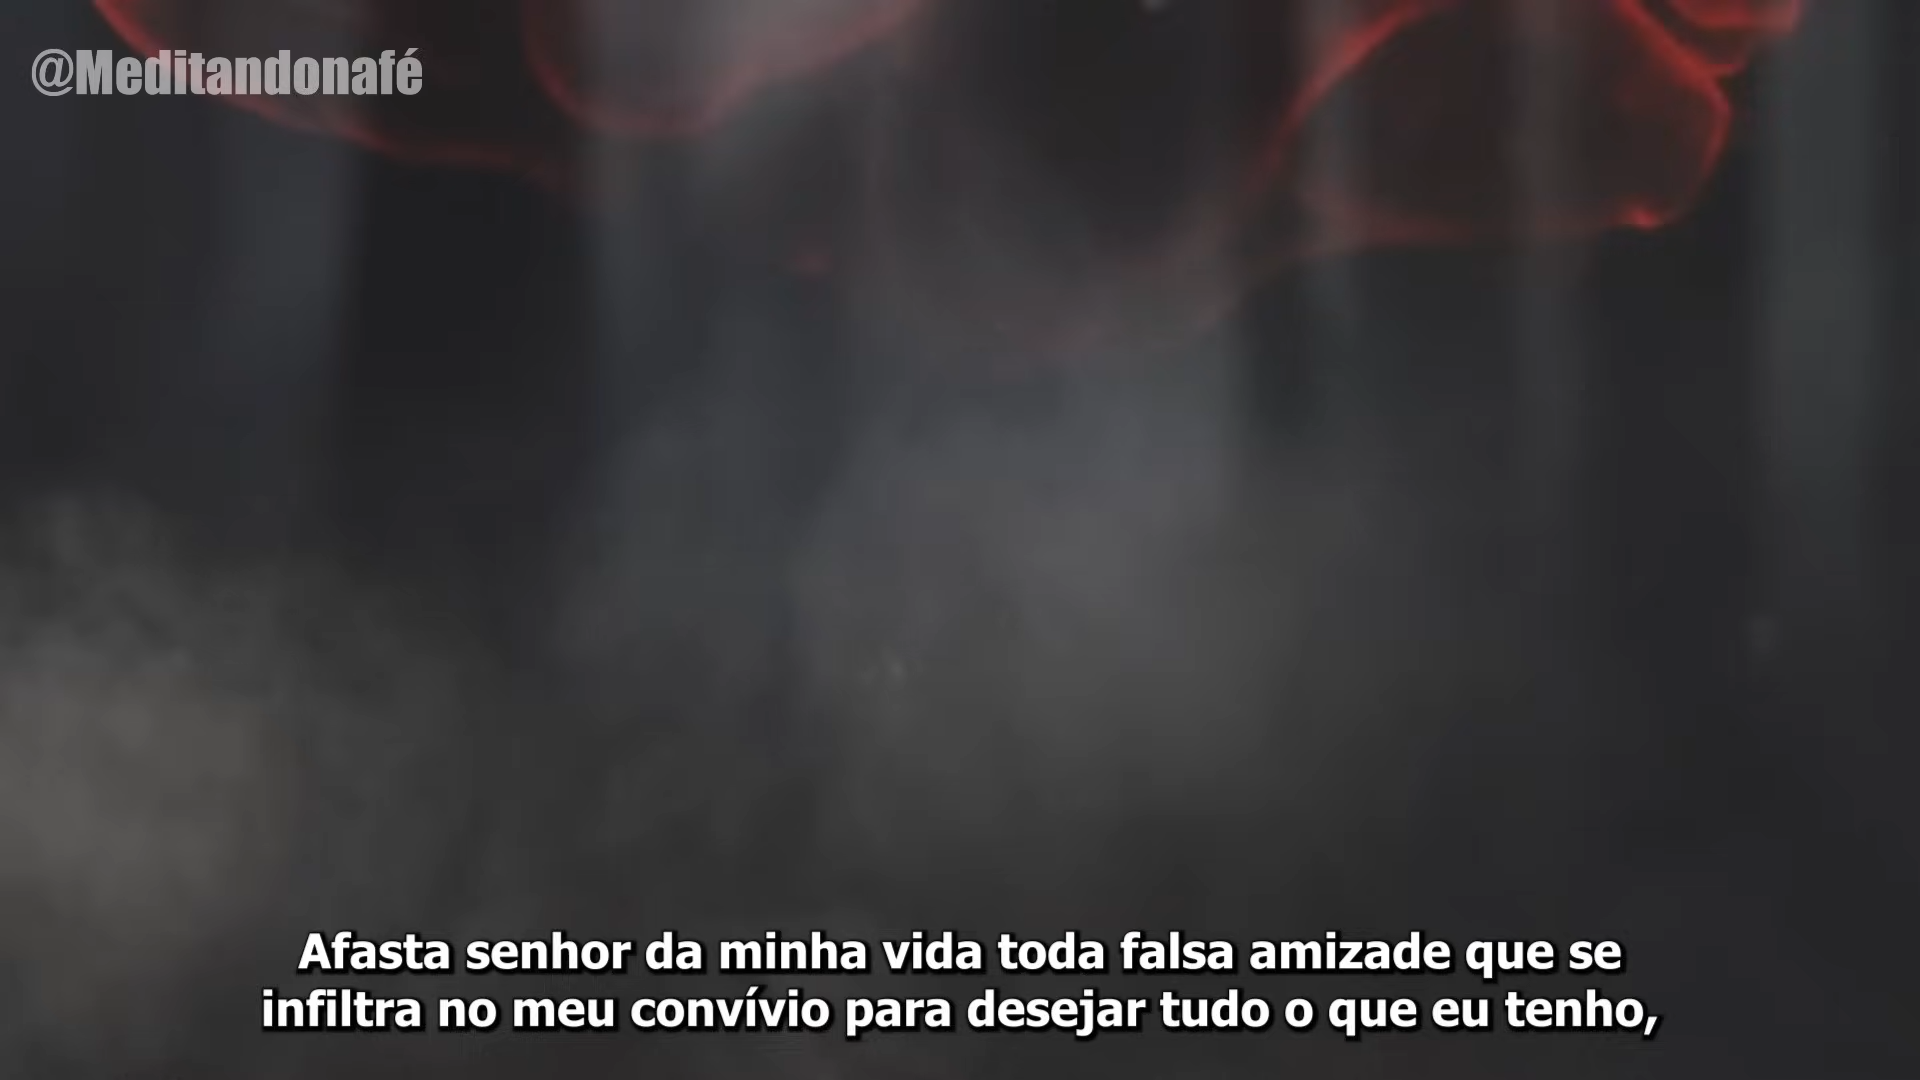 @Meditandonafé
Afasta senhor da minha vida toda falsa amizade que se
infiltra no meu convívio para desejar tudo o que eu tenho,